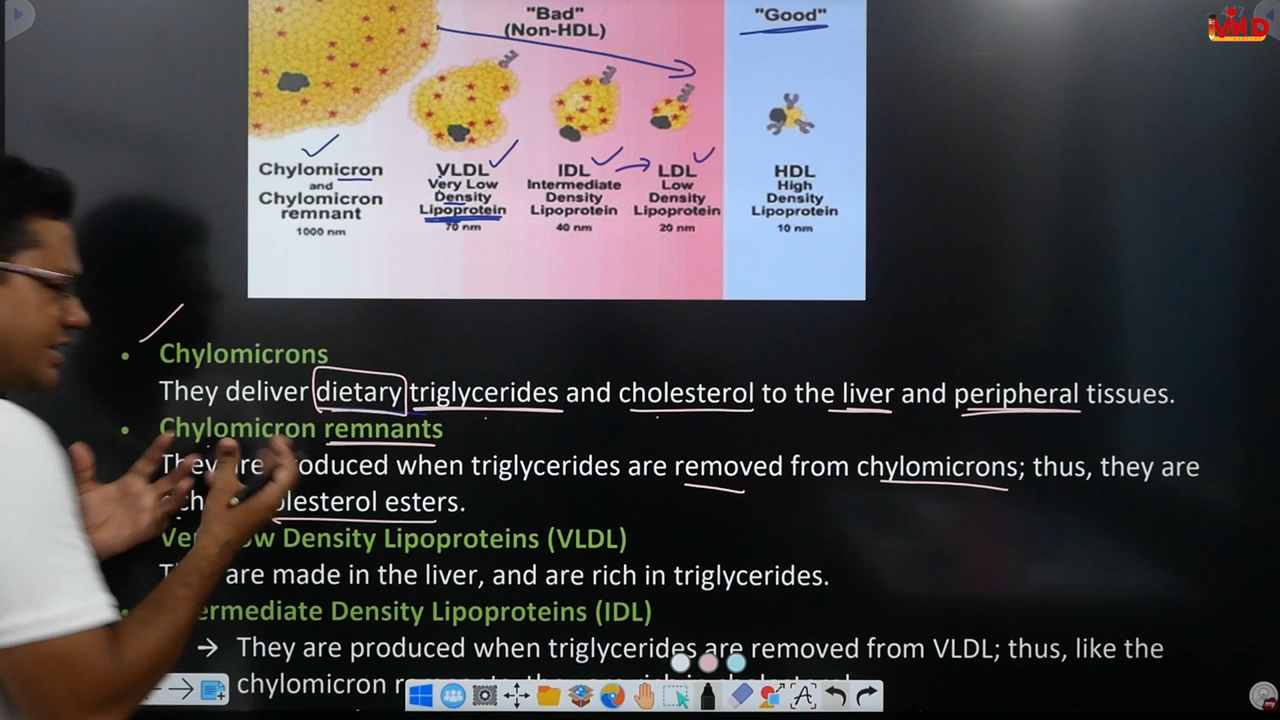 "Bad"
(Non-HDL)
"Good"
VND
Chylomicron
and
Chylomicron
remnant
1000 nm
VLDL
Very Low
Density
Lipoprotein
70 nm
IDL
Intermediate
Density
Lipoprotein
40 nm
LDL
Low
Density
Lipoprotein
20 nm
HDL
High
Density
Lipoprotein
10 nm
• Chylomicrons
They deliver dietary triglycerides and cholesterol to the liver and peripheral tissues.
• Chylomicron remnants
They are produced when triglycerides are removed from chylomicrons; thus, they are
esters.
Low Density Lipoproteins (VLDL)
are made in the liver, and are rich in triglycerides.
Density Lipoproteins (IDL)
→ They are produced when triglycerides are removed from VLDL; thus, like the
chylomicron